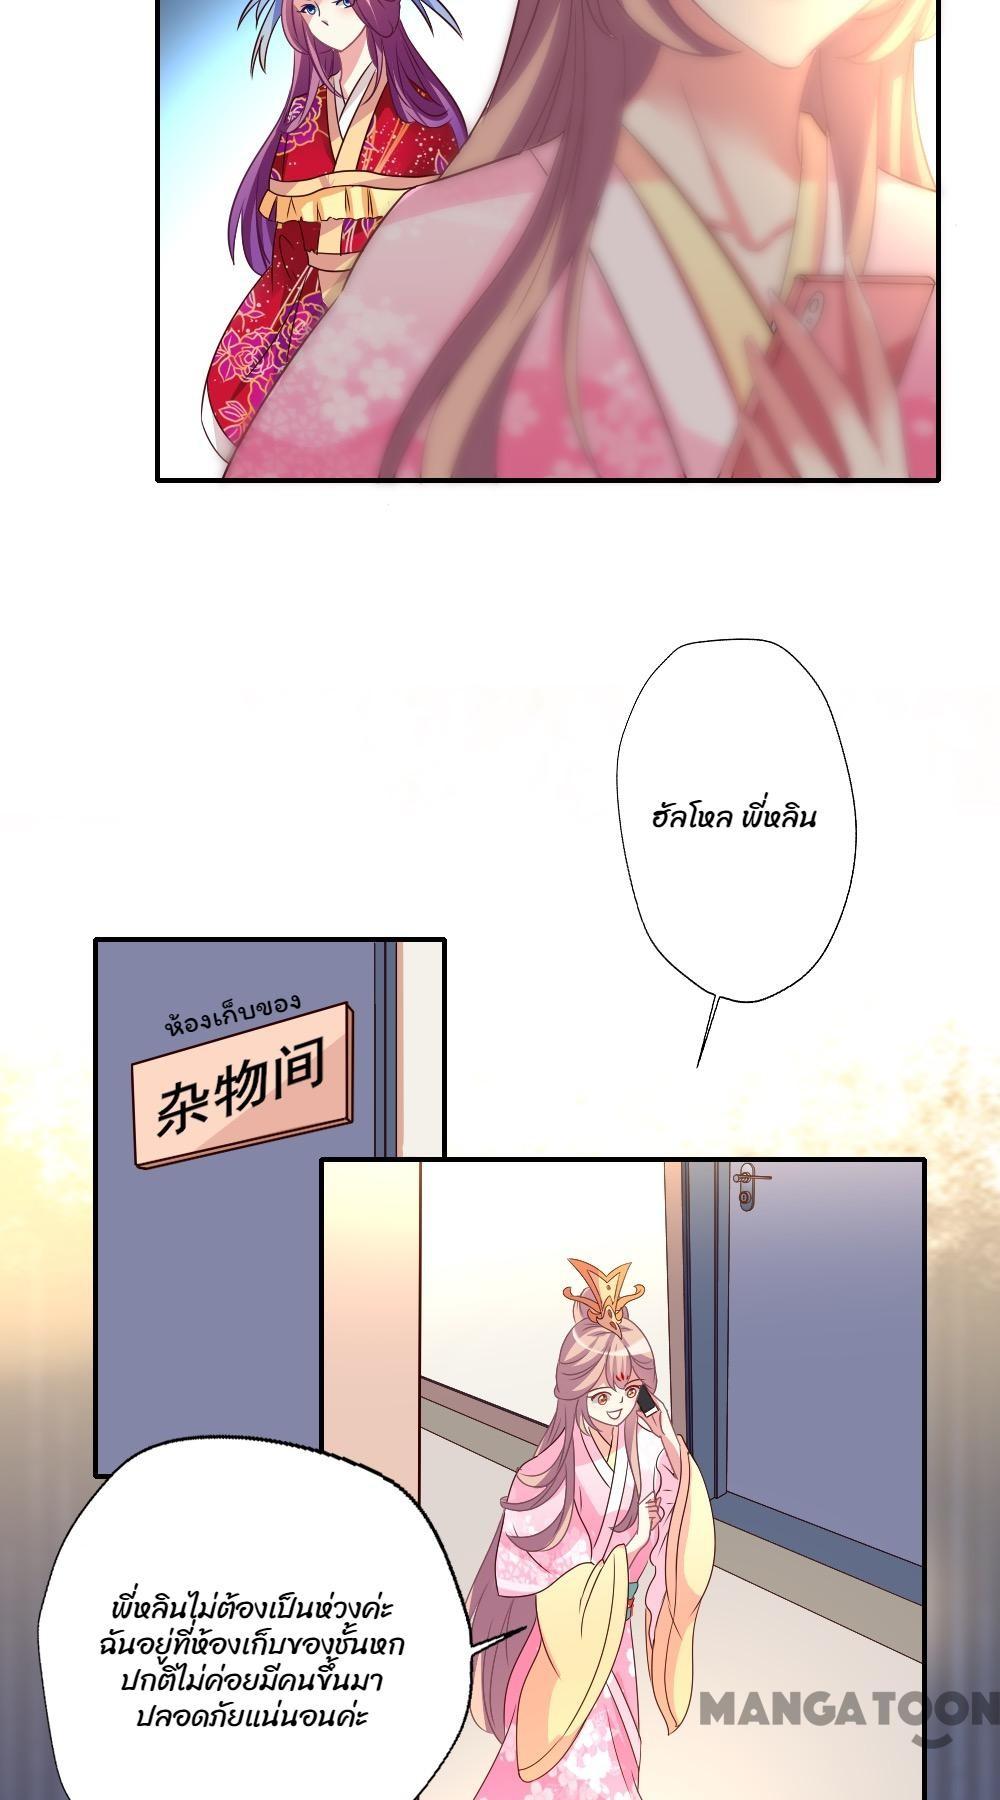 ฮัลโหล พี่หลิน
ห้องเก็บของ
杂物间
พี่หลินไม่ต้องเป็นห่วงค่ะ
ฉันอยู่ที่ห้องเก็บของชั้นหก
ปกติไม่ค่อยมีคนขึ้นมา
ปลอดภัยแน่นอนค่ะ
MANGATOON